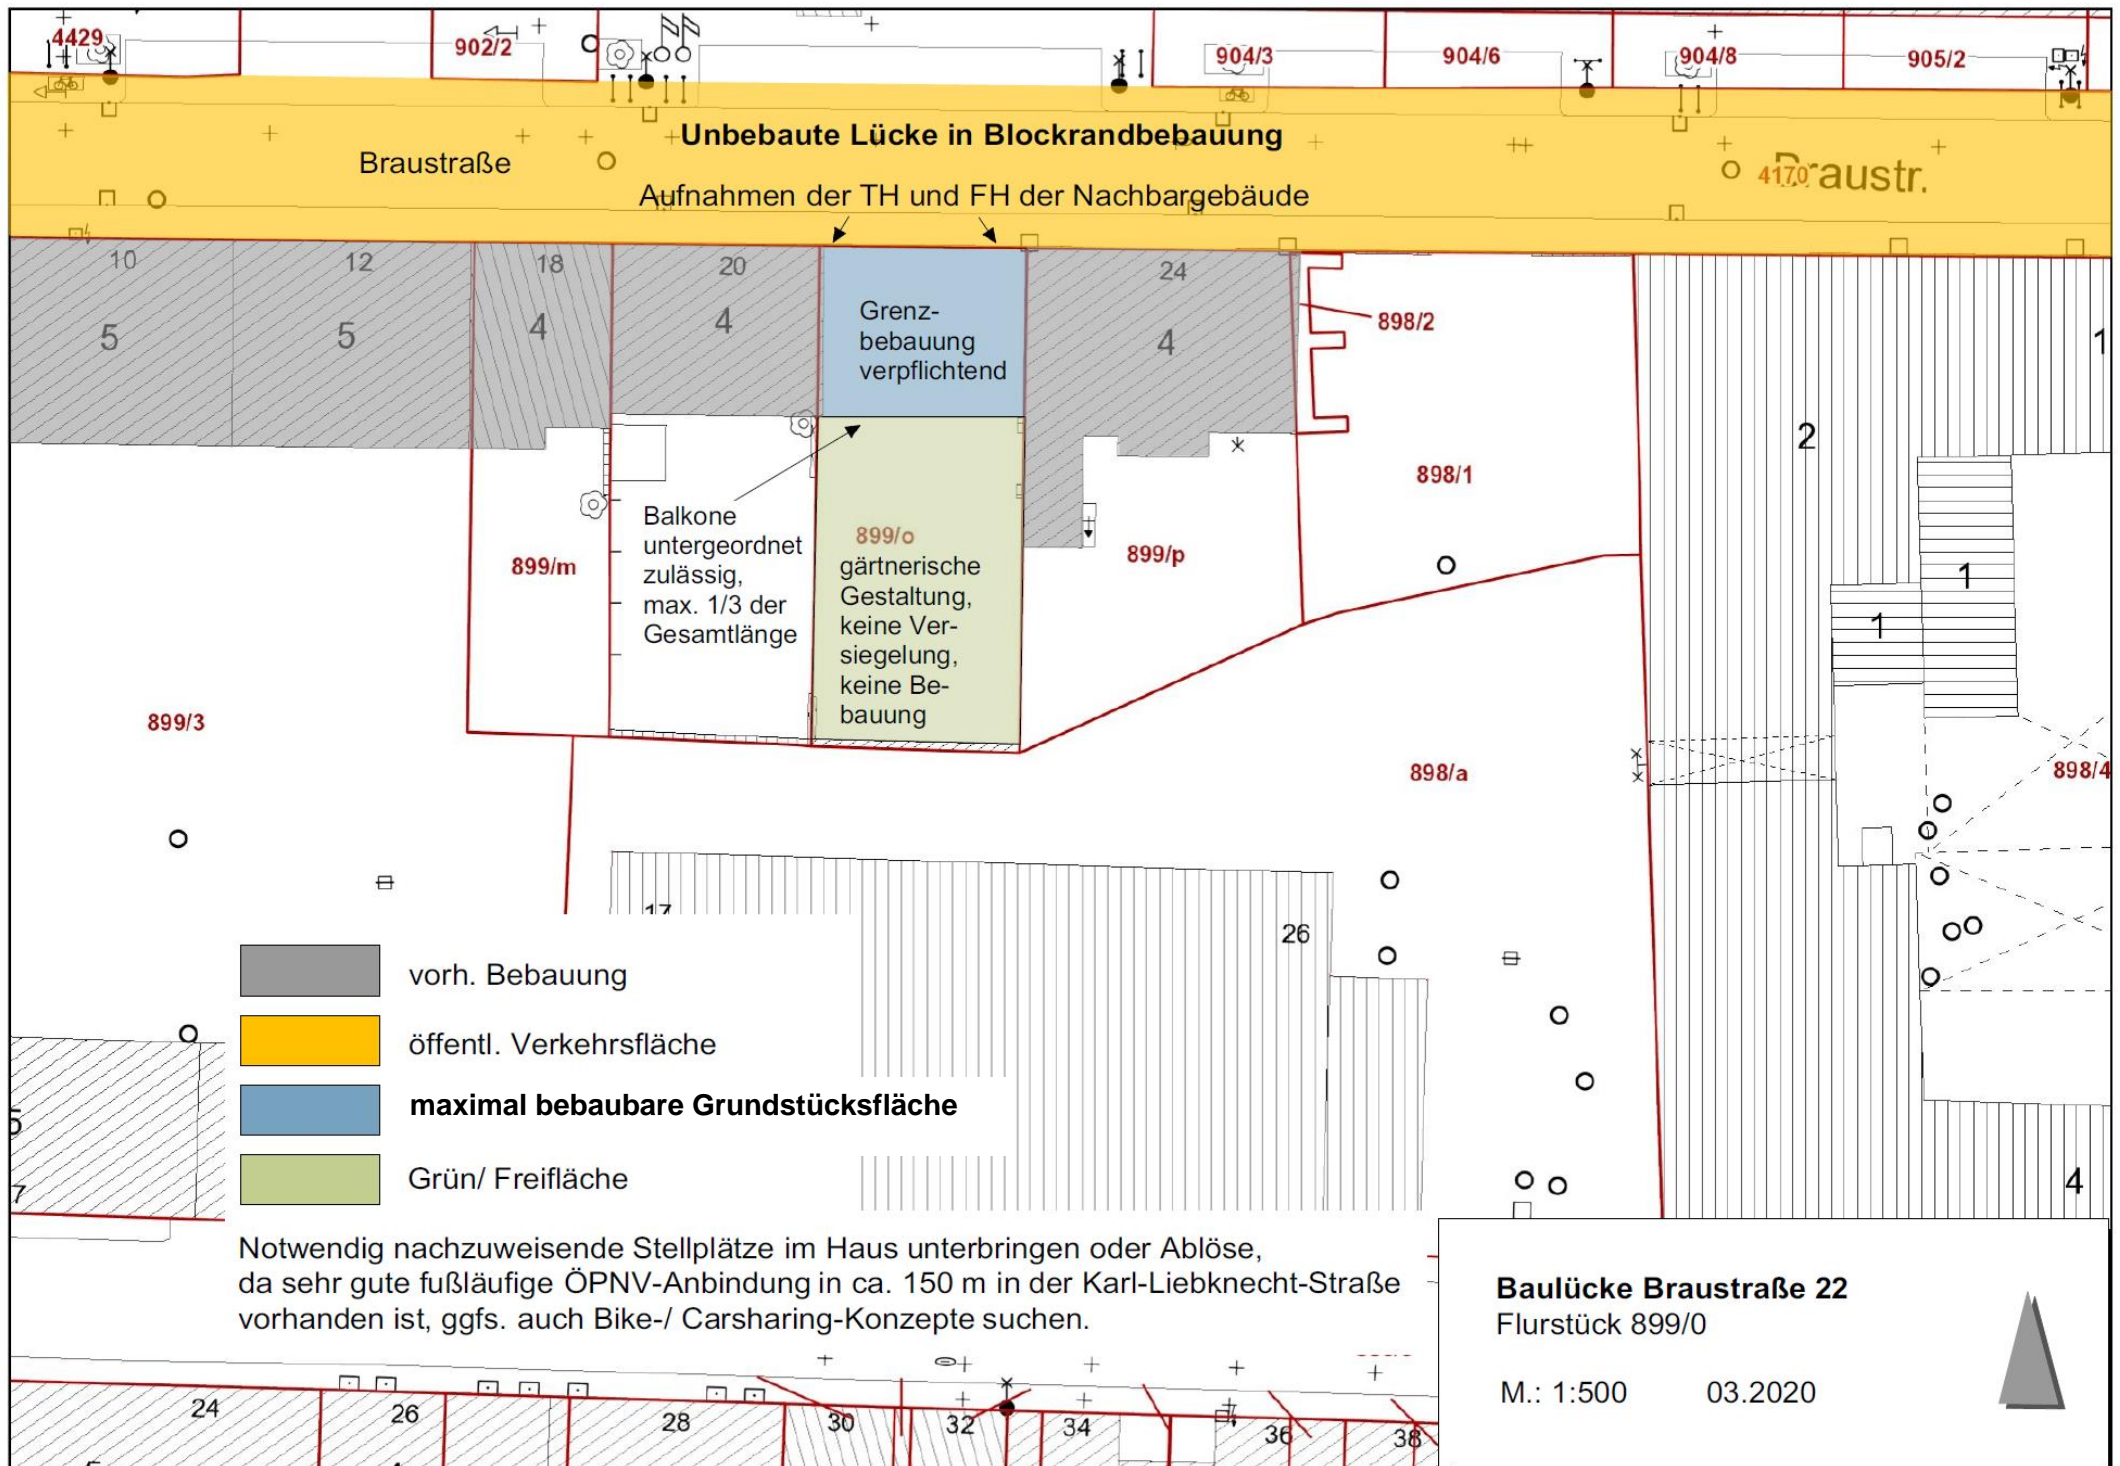 4429
902/2
904/3
904/6
904/8
905/2
Unbebaute Lücke in Blockrandbebauung
Braustraße
4170
Braustr.
Aufnahmen der TH und FH der Nachbargebäude
10
12
18
20
24
5
5
4
4
4
Grenz-
bebauung
verpflichtend
898/2
1
2
898/1
Balkone
untergeordnet
zulässig,
max. 1/3 der
Gesamtlänge
899/m
899/o
gärtnerische
Gestaltung,
keine Ver-
siegelung,
keine Be-
bauung
899/p
1
1
899/3
898/a
898/4
17
26
vorh. Bebauung
öffentl. Verkehrsfläche
maximal bebaubare Grundstücksfläche
Grün/ Freifläche
5
7
4
Notwendig nachzuweisende Stellplätze im Haus unterbringen oder Ablöse,
da sehr gute fußläufige ÖPNV-Anbindung in ca. 150 m in der Karl-Liebknecht-Straße
vorhanden ist, ggfs. auch Bike-/ Carsharing-Konzepte suchen.
Baulücke Braustraße 22
Flurstück 899/0
M.: 1:500 03.2020
24
26
28
30
32
34
36
38